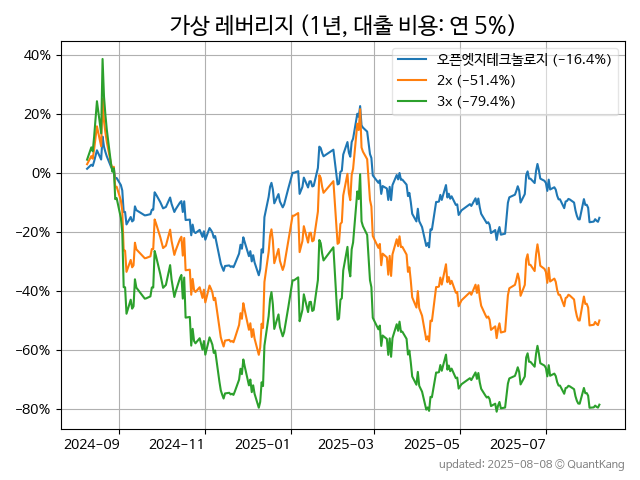 가상 레버리지 (1년, 대출 비용: 연 5%)
오픈엣지테크놀로지 (−16.4%)
2x (−51.4%)
3x (−79.4%)
40%
20%
0%
−20%
−40%
−60%
−80%
2024-09 2024-11 2025-01 2025-03 2025-05 2025-07
updated: 2025-08-08 © QuantKang